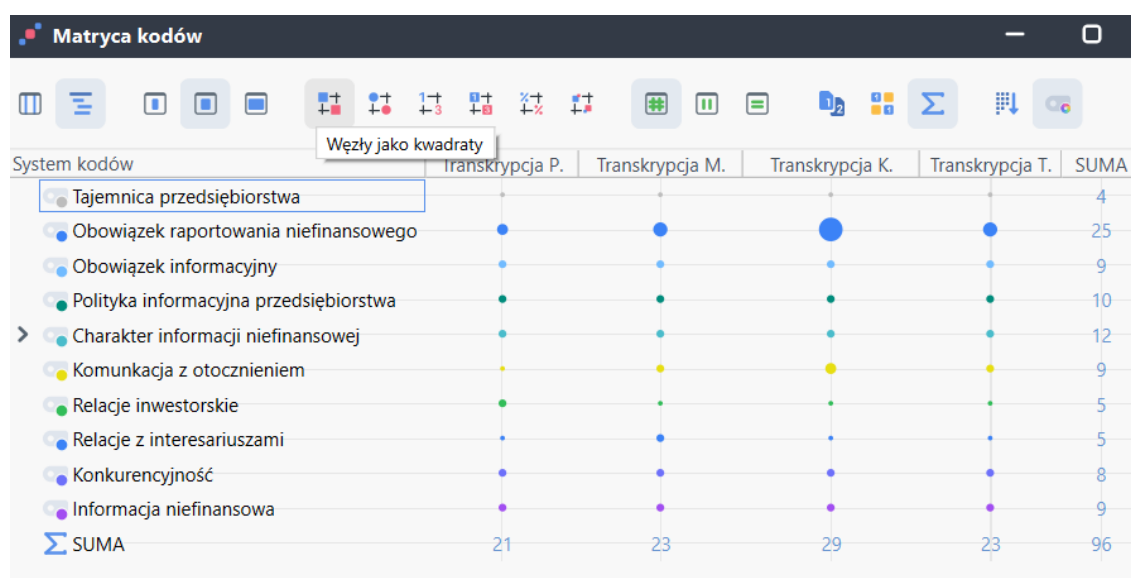 Matryca kodów
Węzły jako kwadraty
System kodów Transkrypcja P. Transkrypcja M. Transkrypcja K. Transkrypcja T. SUMA
Tajemnica przedsiębiorstwa 4
Obowiązek raportowania niefinansowego 25
Obowiązek informacyjny 9
Polityka informacyjna przedsiębiorstwa 10
Charakter informacji niefinansowej 12
Komunkacja z otocznieniem 9
Relacje inwestorskie 5
Relacje z interesariuszami 5
Konkurencyjność 8
Informacja niefinansowa 9
SUMA 21 23 29 23 96